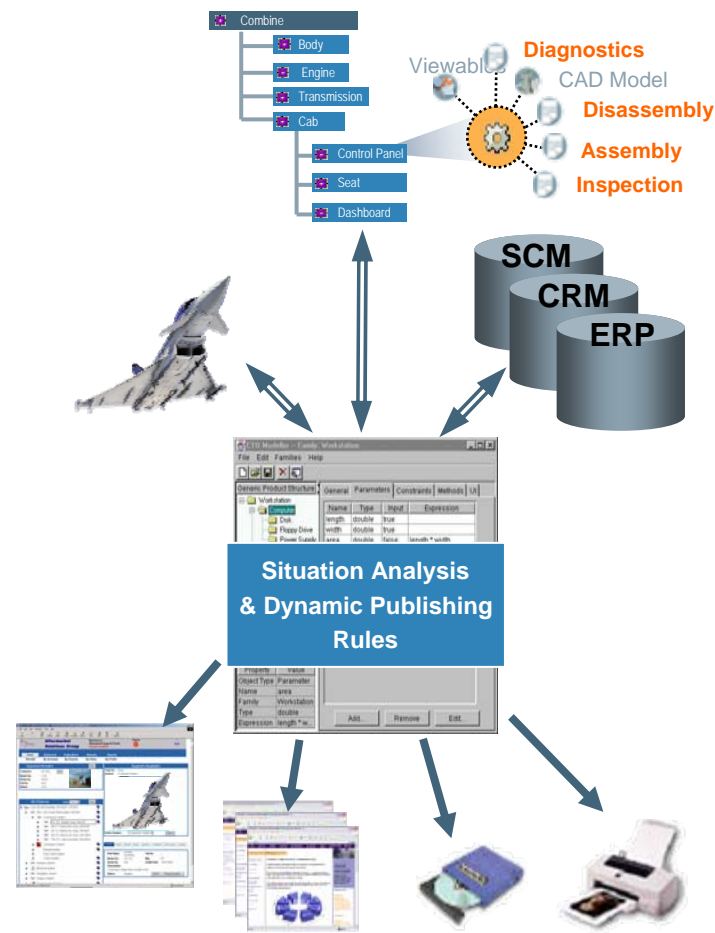 Combine
Body
Engine
Transmission
Cab
Control Panel
Seat
Dashboard
Diagnostics
CAD Model
Disassembly
Assembly
Inspection
SCM
CRM
ERP
File Edit Families Help
Generic Product Structure
General Parameters Constraints Methods UI
Workstation
Computer
Disk
Floppy Drive
Power Supply
Name Type Input Expression
length double true
width double true
area double false length * width
Situation Analysis
& Dynamic Publishing
Rules
Property Value
Object Type Parameter
Name area
Family Workstation
Type double
Expression length * w...
Add... Remove Edit...